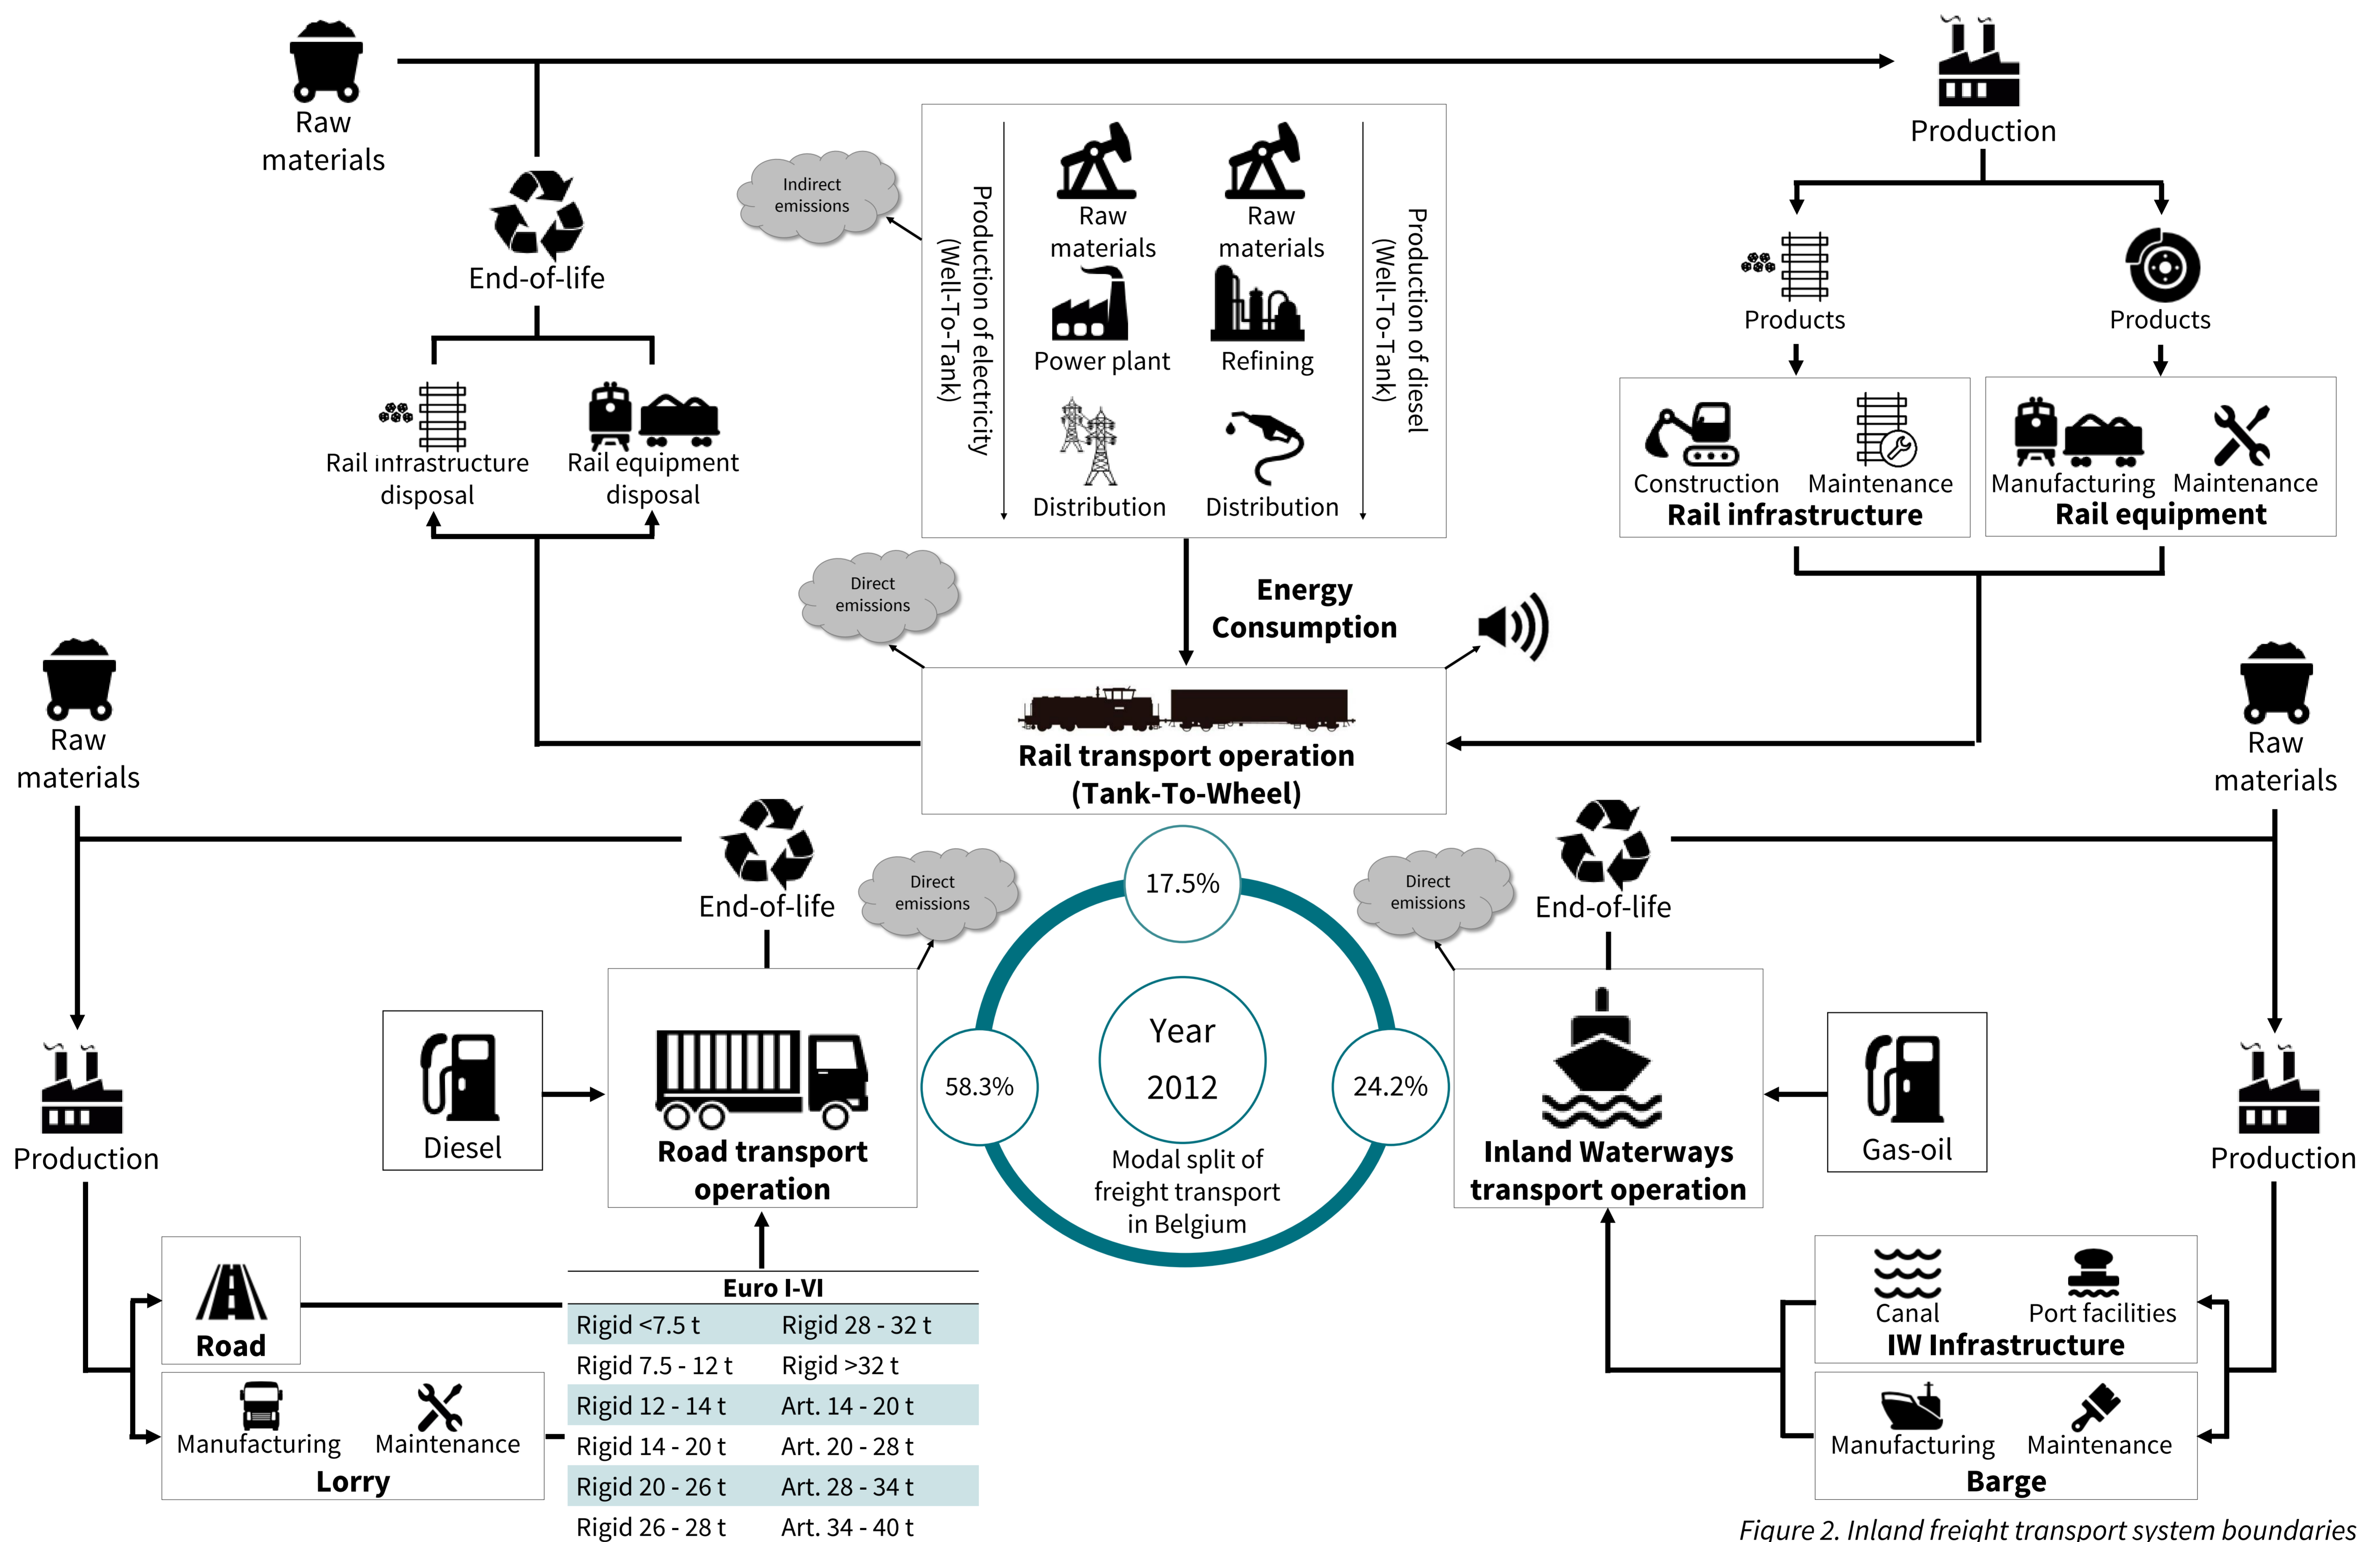 Raw
materials
Production
End-of-life
Rail infrastructure
disposal
Rail equipment
disposal
Indirect
emissions
Production of electricity
(Well-To-Tank)
Raw
materials
Power plant
Distribution
Raw
materials
Refining
Distribution
Production of diesel
(Well-To-Tank)
Products
Products
Construction
Maintenance
Rail infrastructure
Manufacturing
Maintenance
Rail equipment
Direct
emissions
Energy
Consumption
Rail transport operation
(Tank-To-Wheel)
Raw
materials
End-of-life
Direct
emissions
Production
Diesel
Road transport
operation
Road
Manufacturing
Maintenance
Lorry
Euro I-VI
Rigid <7.5 t
Rigid 28 - 32 t
Rigid 7.5 - 12 t
Rigid >32 t
Rigid 12 - 14 t
Art. 14 - 20 t
Rigid 14 - 20 t
Art. 20 - 28 t
Rigid 20 - 26 t
Art. 28 - 34 t
Rigid 26 - 28 t
Art. 34 - 40 t
17.5%
58.3%
24.2%
Year
2012
Modal split of
freight transport
in Belgium
Direct
emissions
End-of-life
Raw
materials
Inland Waterways
transport operation
Gas-oil
Production
Canal
Port facilities
IW Infrastructure
Manufacturing
Maintenance
Barge
Figure 2. Inland freight transport system boundaries